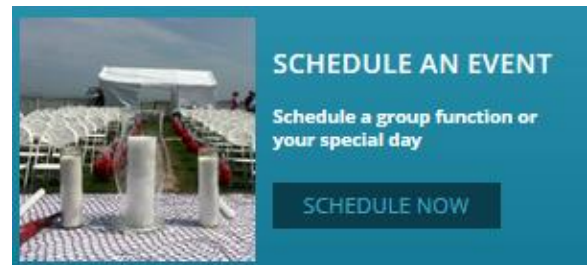 SCHEDULE AN EVENT
Schedule a group function or
your special day
SCHEDULE NOW